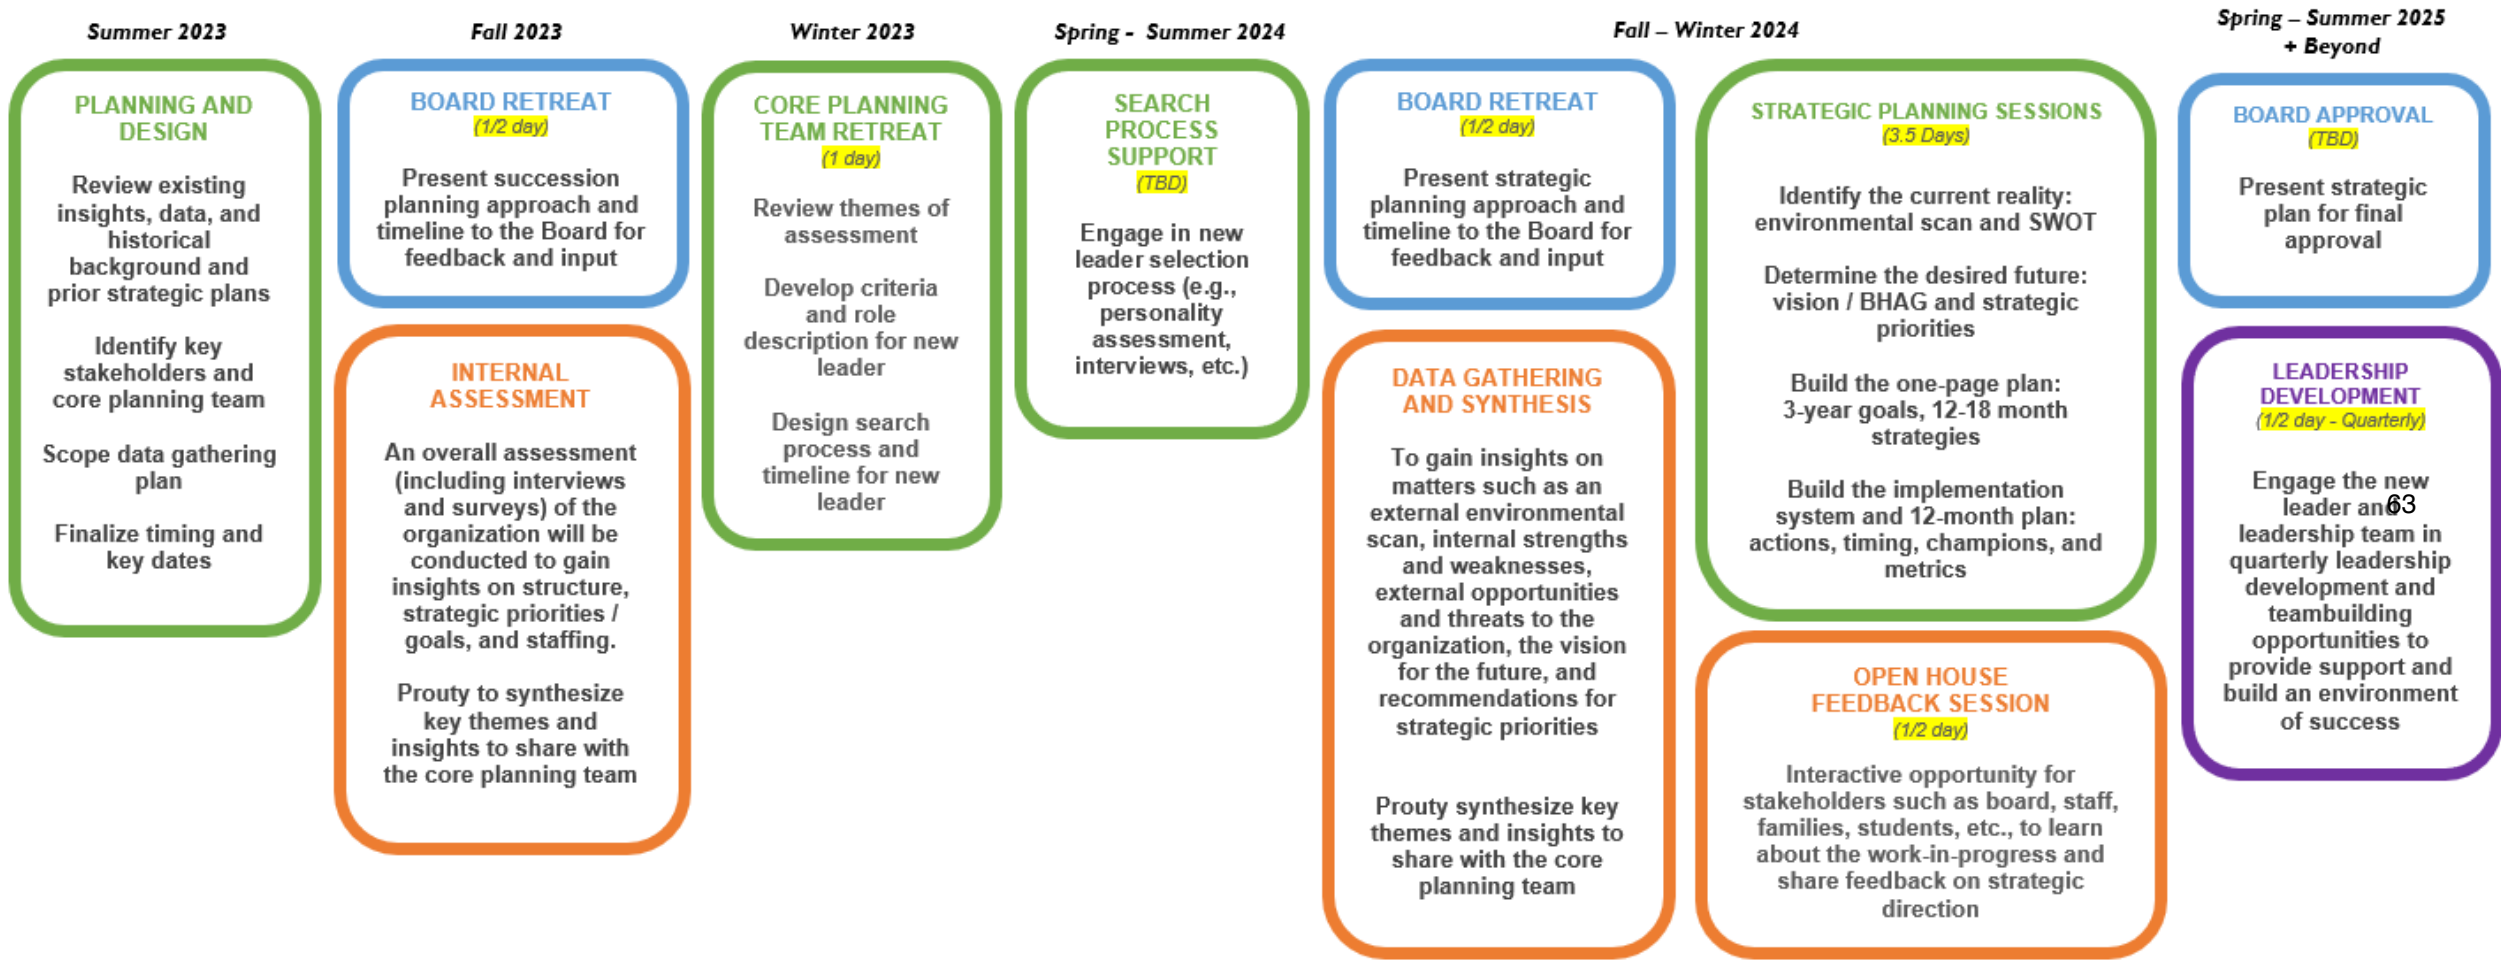 Summer 2023
PLANNING AND
DESIGN
Review existing
insights, data, and
historical
background and
prior strategic plans
Identify key
stakeholders and
core planning team
Scope data gathering
plan
Finalize timing and
key dates
Fall 2023
BOARD RETREAT
(1/2 day)
Present succession
planning approach and
timeline to the Board for
feedback and input
INTERNAL
ASSESSMENT
An overall assessment
(including interviews
and surveys) of the
organization will be
conducted to gain
insights on structure,
strategic priorities /
goals, and staffing.
Prouty to synthesize
key themes and
insights to share with
the core planning team
Winter 2023
CORE PLANNING
TEAM RETREAT
(1 day)
Review themes of
assessment
Develop criteria
and role
description for new
leader
Design search
process and
timeline for new
leader
Spring - Summer 2024
SEARCH
PROCESS
SUPPORT
(TBD)
Engage in new
leader selection
process (e.g.,
personality
assessment,
interviews, etc.)
Fall – Winter 2024
BOARD RETREAT
(1/2 day)
Present strategic
planning approach and
timeline to the Board for
feedback and input
DATA GATHERING
AND SYNTHESIS
To gain insights on
matters such as an
external environmental
scan, internal strengths
and weaknesses,
external opportunities
and threats to the
organization, the vision
for the future, and
recommendations for
strategic priorities
Prouty synthesize key
themes and insights to
share with the core
planning team
STRATEGIC PLANNING SESSIONS
(3.5 Days)
Identify the current reality:
environmental scan and SWOT
Determine the desired future:
vision / BHAG and strategic
priorities
Build the one-page plan:
3-year goals, 12-18 month
strategies
Build the implementation
system and 12-month plan:
actions, timing, champions, and
metrics
OPEN HOUSE
FEEDBACK SESSION
(1/2 day)
Interactive opportunity for
stakeholders such as board, staff,
families, students, etc., to learn
about the work-in-progress and
share feedback on strategic
direction
Spring – Summer 2025
+ Beyond
BOARD APPROVAL
(TBD)
Present strategic
plan for final
approval
LEADERSHIP
DEVELOPMENT
(1/2 day - Quarterly)
Engage the new
leader and
63
leadership team in
quarterly leadership
development and
teambuilding
opportunities to
provide support and
build an environment
of success